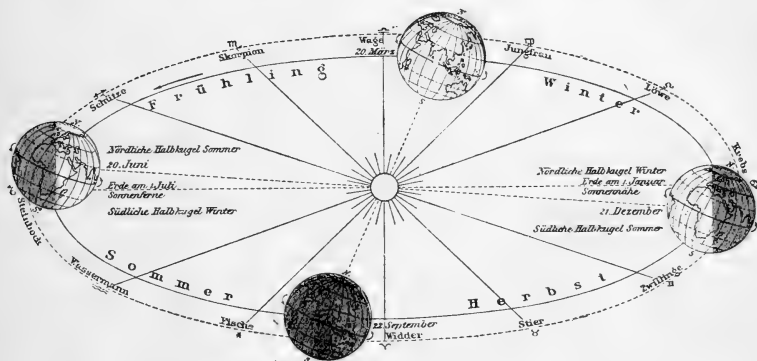 Wage
20. März
Skorpion
Jungfrau
Schütze
Löwe
Frühling
Winter
Krebs
Nördliche Halbkugel Sommer
20. Juni
Erde am 1. Juli
Sonnenferne
Südliche Halbkugel Winter
Nördliche Halbkugel Winter
Erde am 1. Januar
Sonnennähe
21. Dezember
Südliche Halbkugel Sommer
Steinbock
Wassermann
Sommer
Herbst
Zwillinge
Fische
22. September
Widder
Stier
N
S